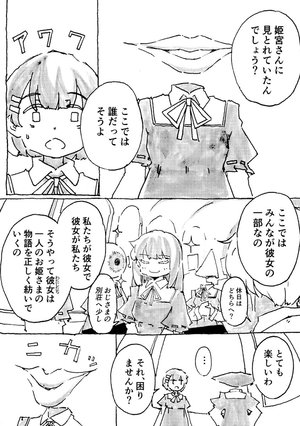 姫宮さんに
見とれていたん
でしょう？
アワワ
ここでは
誰だって
そうよ
ここでは
みんなが彼女の
一部なの
休日は
どちらへ？
おじさまの
別荘へ少し
私たちが彼女で
彼女が私たち
そうやって彼女は
一人のお姫さまの
物語を正しく紡いで
いくの
とても
楽しいわ
…
それ、困り
ませんか？
ニカ